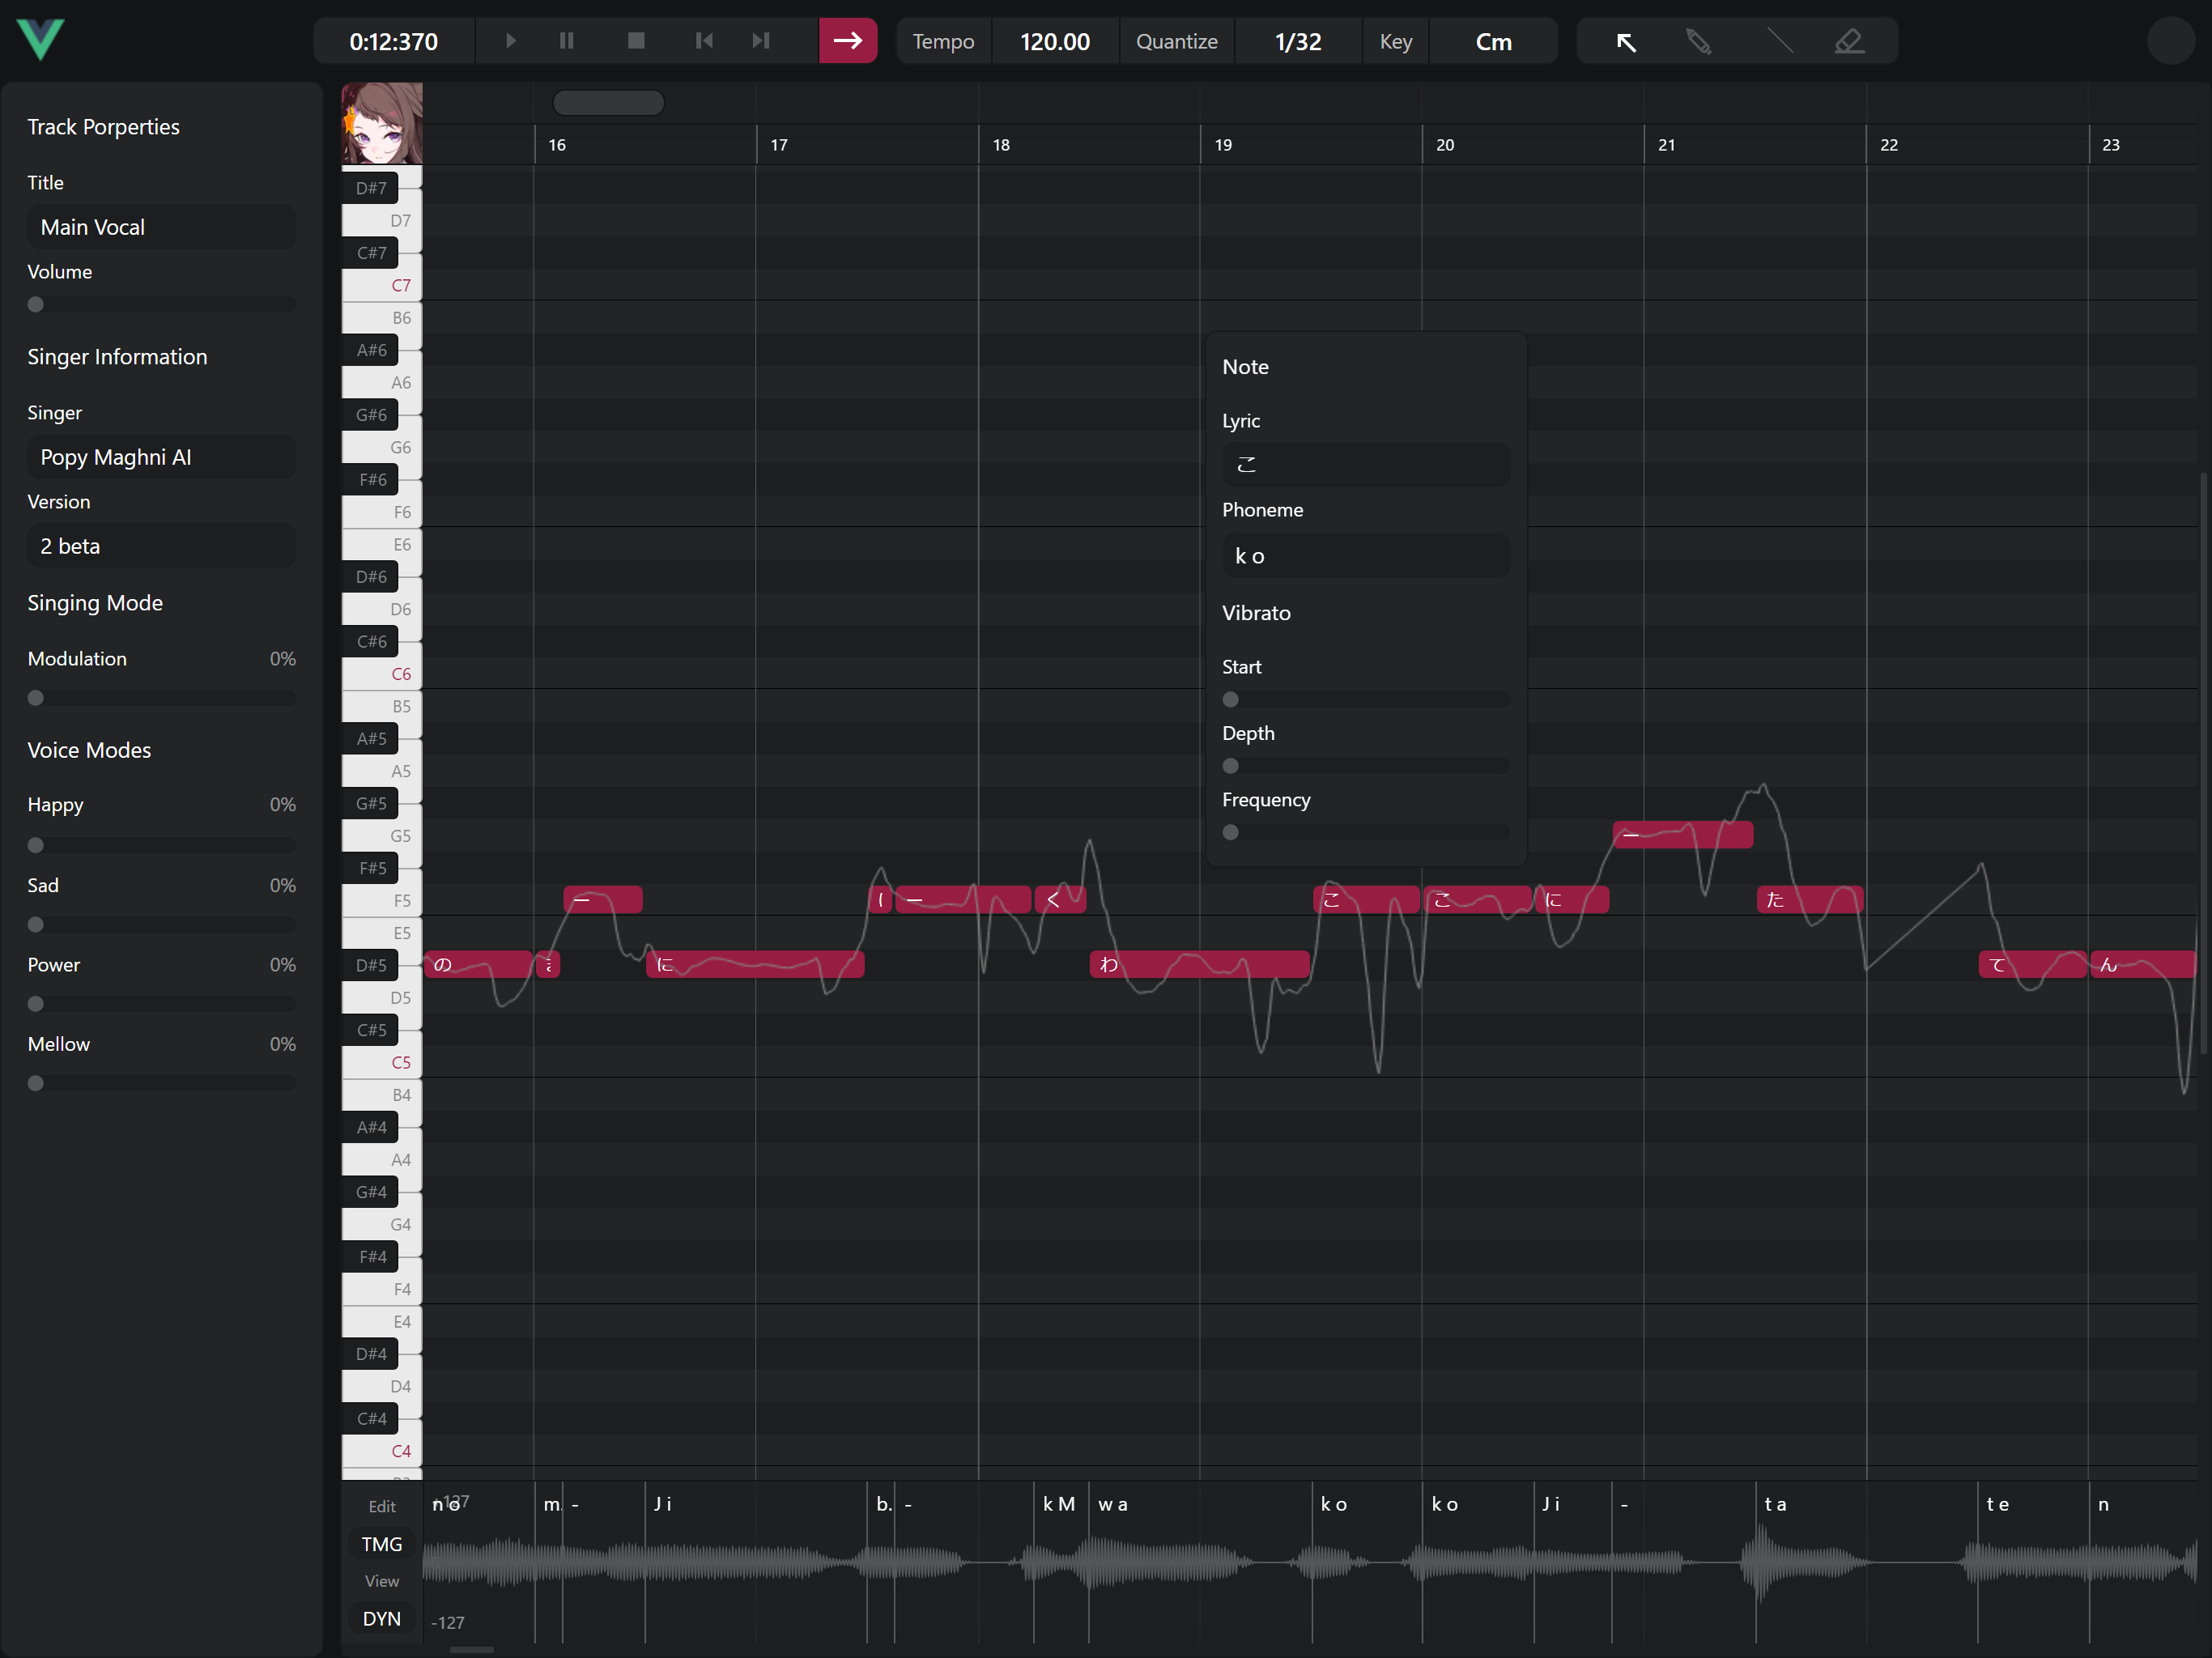 0:12:370
Tempo 120.00 Quantize 1/32 Key Cm
Track Porperties
Title
Main Vocal
Volume
Singer Information
Singer
Popy Maghni AI
Version
2 beta
Singing Mode
Modulation 0%
Voice Modes
Happy 0%
Sad 0%
Power 0%
Mellow 0%
16 17 18 19 20 21 22 23
D#7
D7
C#7
C7
B6
A#6
A6
G#6
G6
F#6
F6
E6
D#6
D6
C#6
C6
B5
A#5
A5
G#5
G5
F#5
F5
E5
D#5
D5
C#5
C5
B4
A#4
A4
G#4
G4
F#4
F4
E4
D#4
D4
C#4
C4
Note
Lyric
こ
Phoneme
k o
Vibrato
Start
Depth
Frequency
ー
ー ー く こ こ に た
の に わ て ん
Edit
TMG
View
DYN
+127
-127
n o m. - J i b. - k M w a k o k o J i - t a t e n